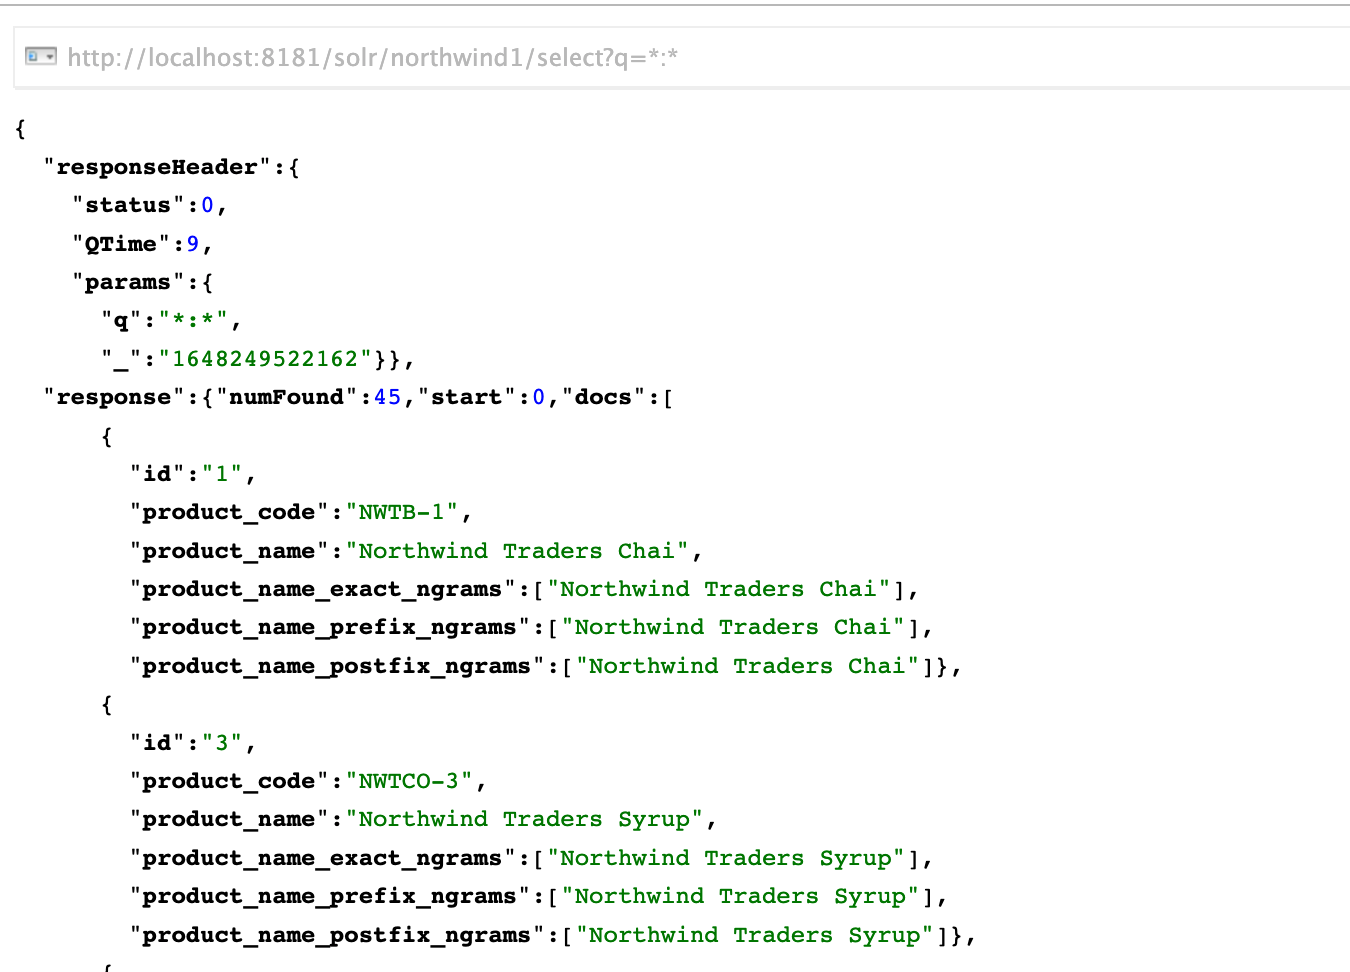 http://localhost:8181/solr/northwind1/select?q=*:*
{
"responseHeader":{
"status":0,
"QTime":9,
"params":{
"q":"*:*",
"_":"1648249522162"}},
"response":{"numFound":45,"start":0,"docs":[
{
"id":"1",
"product_code":"NWTB-1",
"product_name":"Northwind Traders Chai",
"product_name_exact_ngrams":["Northwind Traders Chai"],
"product_name_prefix_ngrams":["Northwind Traders Chai"],
"product_name_postfix_ngrams":["Northwind Traders Chai"]},
{
"id":"3",
"product_code":"NWTCO-3",
"product_name":"Northwind Traders Syrup",
"product_name_exact_ngrams":["Northwind Traders Syrup"],
"product_name_prefix_ngrams":["Northwind Traders Syrup"],
"product_name_postfix_ngrams":["Northwind Traders Syrup"]},
{